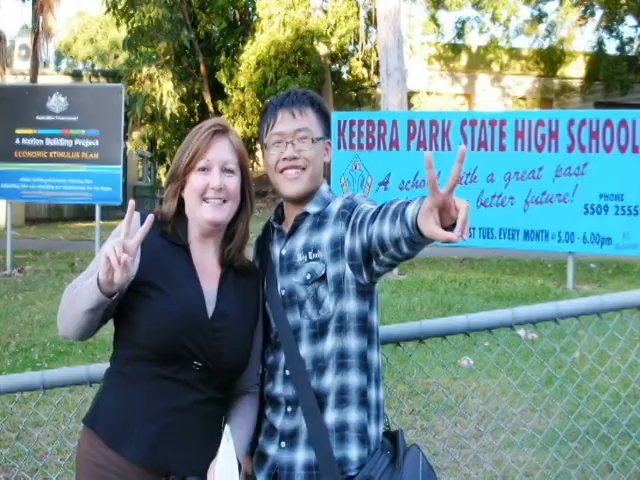 A Nation Building Project
ECONOMIC STIMULUS PLAN
KEEBRA PARK STATE HIGH SCHOOL
A school with a great past
better future!
PHONE
5509 2555
ST TUES. EVERY MONTH @ 5.00 - 6.00pm